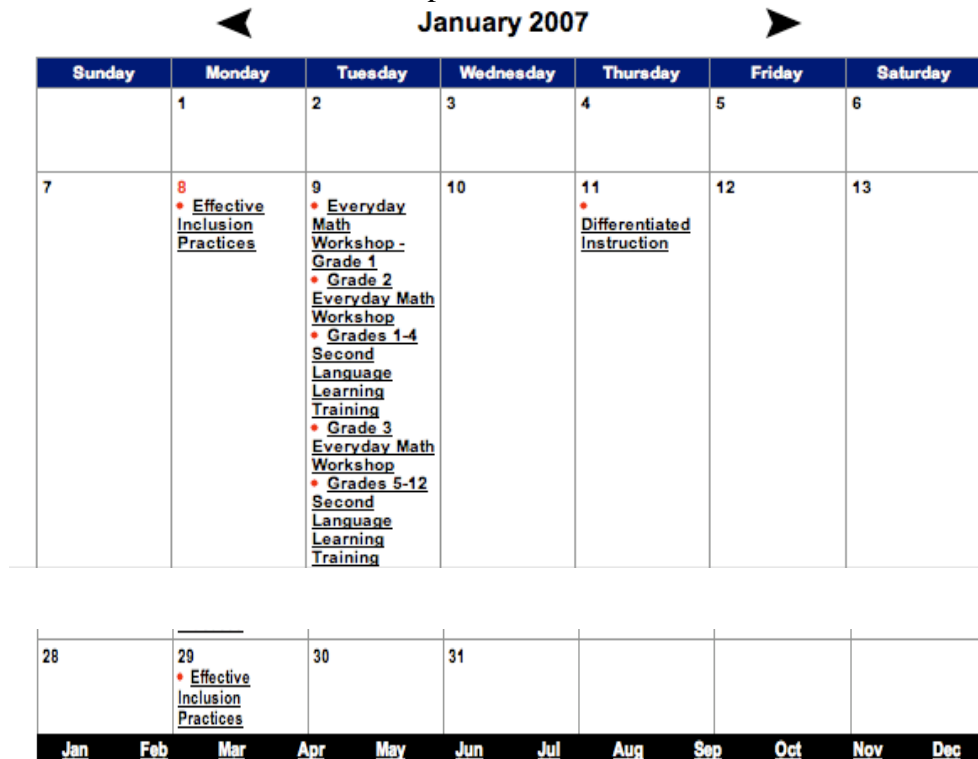 January 2007
Sunday Monday Tuesday Wednesday Thursday Friday Saturday
1 2 3 4 5 6
7 8 9 10 11 12 13
Effective
Inclusion
Practices
Everyday
Math
Workshop -
Grade 1
Grade 2
Everyday Math
Workshop
Grades 1-4
Second
Language
Learning
Training
Grade 3
Everyday Math
Workshop
Grades 5-12
Second
Language
Learning
Training
Differentiated
Instruction
28 29 30 31
Effective
Inclusion
Practices
Jan Feb Mar Apr May Jun Jul Aug Sep Oct Nov Dec